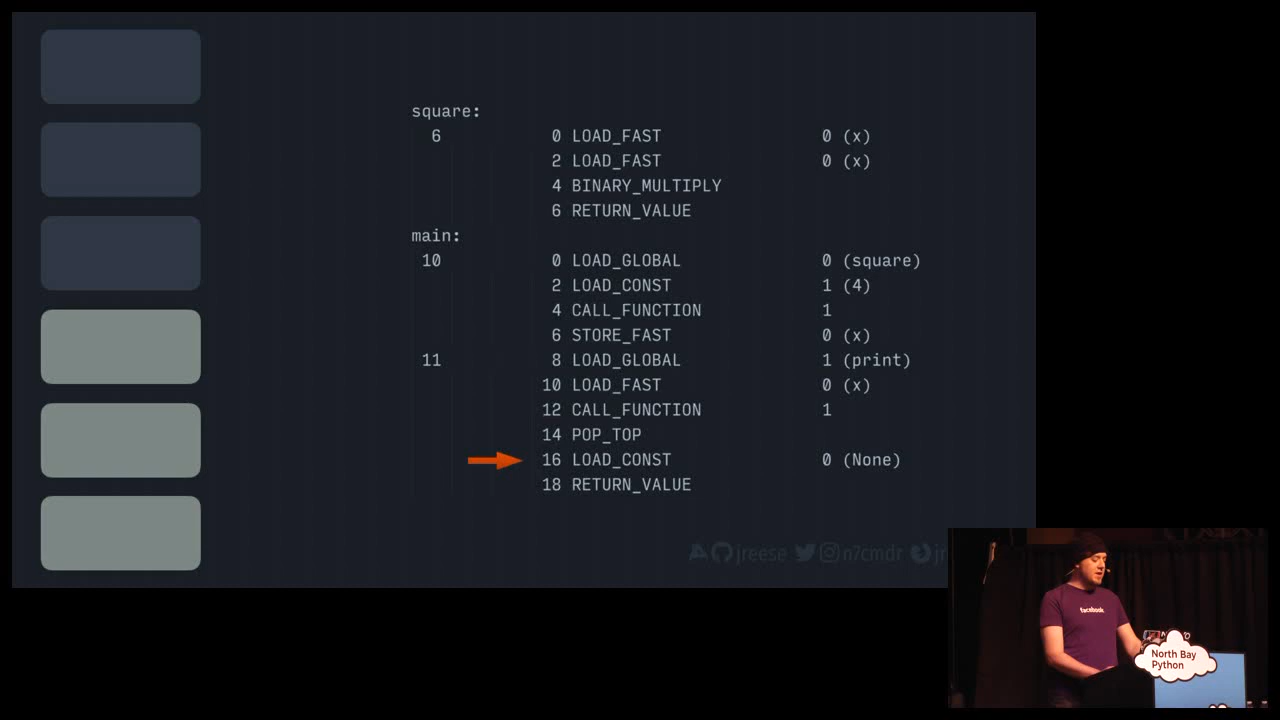 square:
6 0 LOAD_FAST 0 (x)
2 LOAD_FAST 0 (x)
4 BINARY_MULTIPLY
6 RETURN_VALUE
main:
10 0 LOAD_GLOBAL 0 (square)
2 LOAD_CONST 1 (4)
4 CALL_FUNCTION 1
6 STORE_FAST 0 (x)
11 8 LOAD_GLOBAL 1 (print)
10 LOAD_FAST 0 (x)
12 CALL_FUNCTION 1
14 POP_TOP
16 LOAD_CONST 0 (None)
18 RETURN_VALUE
jreese n7cmdr jr
facebook
North Bay
Python